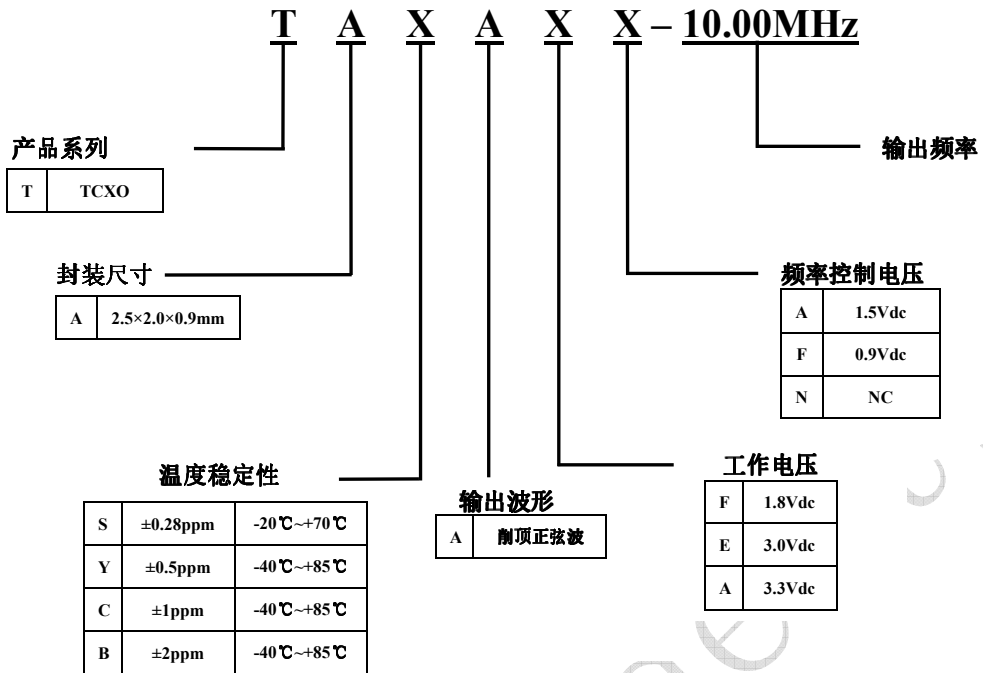 T A X A X X – 10.00MHz
产品系列
T TCXO
输出频率
封装尺寸
A 2.5×2.0×0.9mm
频率控制电压
A 1.5Vdc
F 0.9Vdc
N NC
温度稳定性
S ±0.28ppm -20℃~+70℃
Y ±0.5ppm -40℃~+85℃
C ±1ppm -40℃~+85℃
B ±2ppm -40℃~+85℃
输出波形
A 削顶正弦波
工作电压
F 1.8Vdc
E 3.0Vdc
A 3.3Vdc